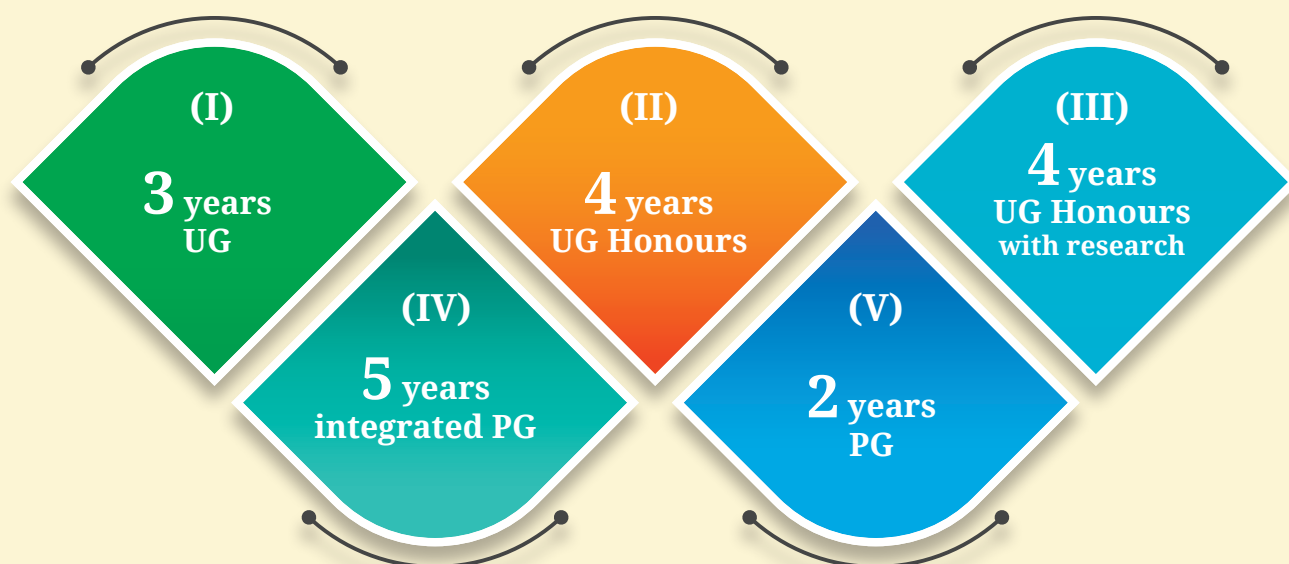 (I)
3 years
UG
(II)
4 years
UG Honours
(III)
4 years
UG Honours
with research
(IV)
5 years
integrated PG
(V)
2 years
PG